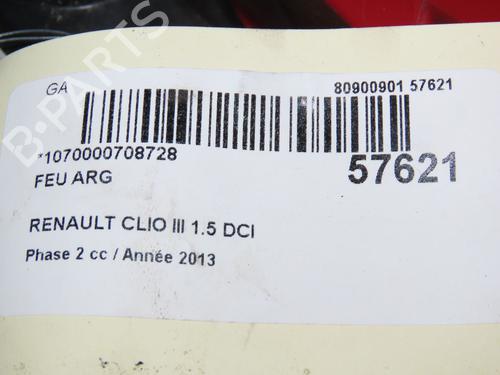 GA 80900901 57621
*1070000708728 57621
FEU ARG
RENAULT CLIO III 1.5 DCI
Phase 2 cc / Année 2013
B-PARTS